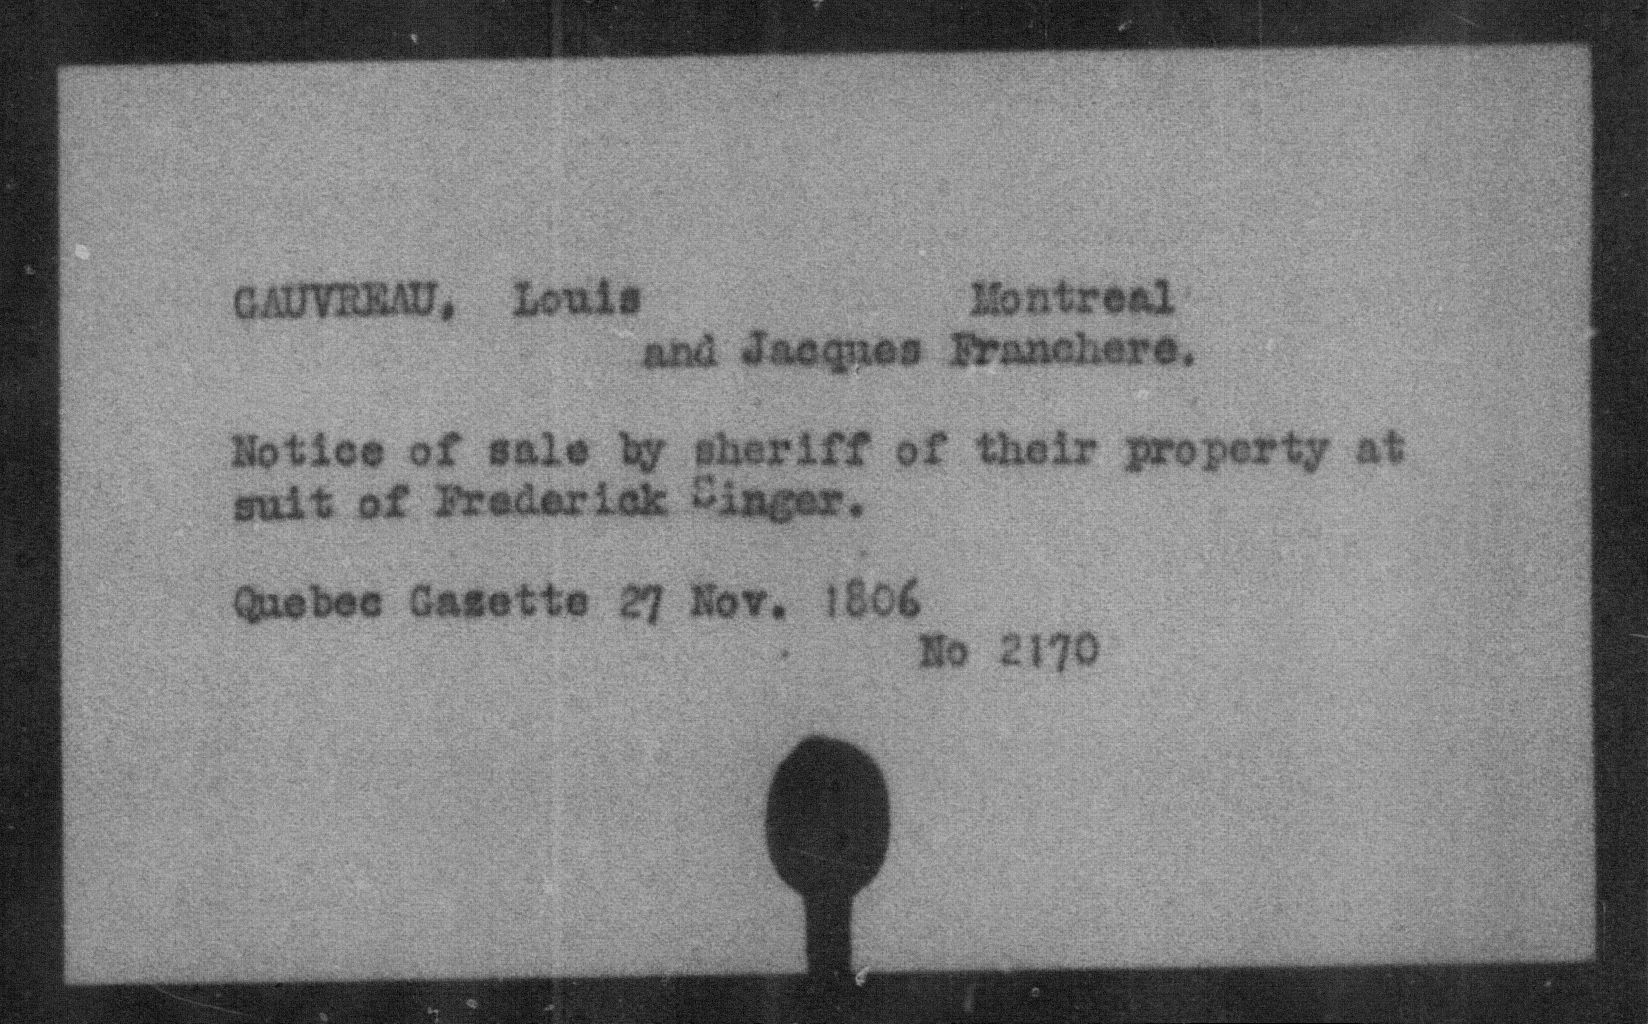 GAUVREAU, Louis Montreal
and Jacques Franchere.
Notice of sale by sheriff of their property at
suit of Frederick Singer.
Quebec Gazette 27 Nov. 1806
No 2170